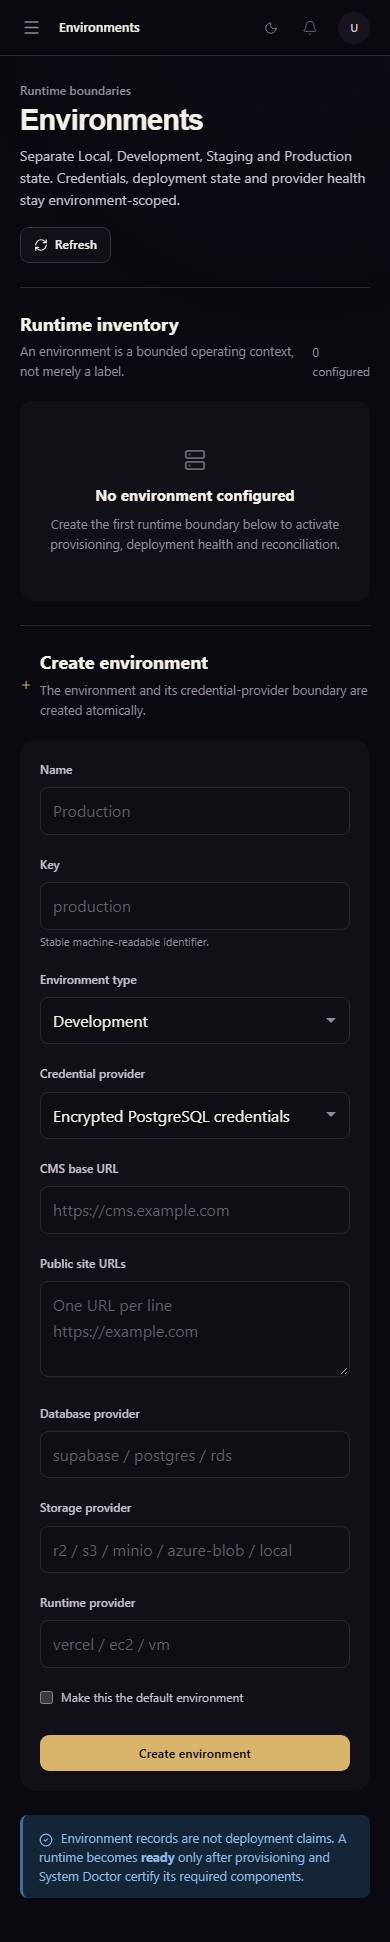 Environments
U
Runtime boundaries
Environments
Separate Local, Development, Staging and Production
state. Credentials, deployment state and provider health
stay environment-scoped.
Refresh
Runtime inventory
An environment is a bounded operating context,
not merely a label.
0
configured
No environment configured
Create the first runtime boundary below to activate
provisioning, deployment health and reconciliation.
Create environment
The environment and its credential-provider boundary are
created atomically.
Name
Production
Key
production
Stable machine-readable identifier.
Environment type
Development
Credential provider
Encrypted PostgreSQL credentials
CMS base URL
https://cms.example.com
Public site URLs
One URL per line
https://example.com
Database provider
supabase / postgres / rds
Storage provider
r2 / s3 / minio / azure-blob / local
Runtime provider
vercel / ec2 / vm
Make this the default environment
Create environment
Environment records are not deployment claims. A
runtime becomes ready only after provisioning and
System Doctor certify its required components.